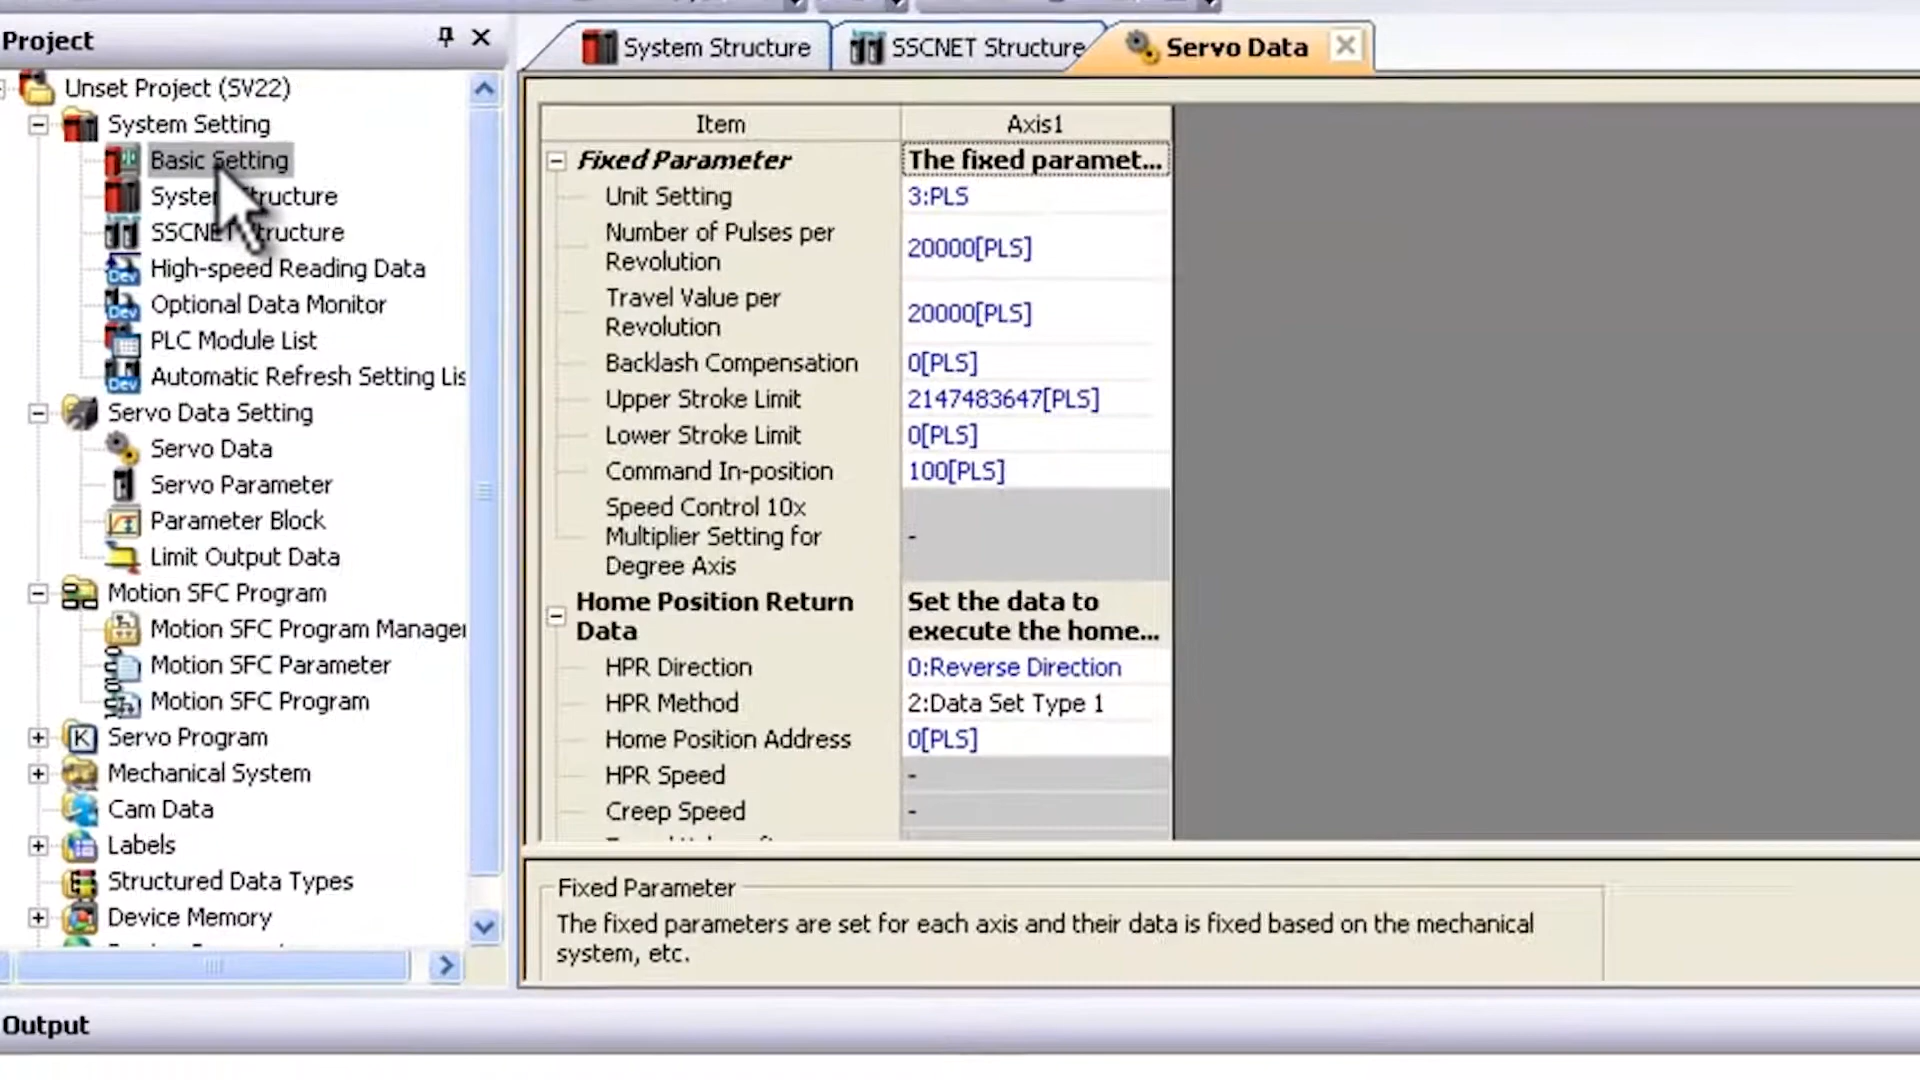 Project
Unset Project (SV22)
System Setting
Basic Setting
System Structure
SSCNET Structure
High-speed Reading Data
Optional Data Monitor
PLC Module List
Automatic Refresh Setting Lis
Servo Data Setting
Servo Data
Servo Parameter
Parameter Block
Limit Output Data
Motion SFC Program
Motion SFC Program Manager
Motion SFC Parameter
Motion SFC Program
Servo Program
Mechanical System
Cam Data
Labels
Structured Data Types
Device Memory
System Structure
SSCNET Structure
Servo Data
Item Axis1
Fixed Parameter The fixed paramet...
Unit Setting 3:PLS
Number of Pulses per
Revolution 20000[PLS]
Travel Value per
Revolution 20000[PLS]
Backlash Compensation 0[PLS]
Upper Stroke Limit 2147483647[PLS]
Lower Stroke Limit 0[PLS]
Command In-position 100[PLS]
Speed Control 10x
Multiplier Setting for -
Degree Axis
Home Position Return Set the data to
Data execute the home...
HPR Direction 0:Reverse Direction
HPR Method 2:Data Set Type 1
Home Position Address 0[PLS]
HPR Speed -
Creep Speed -
Fixed Parameter
The fixed parameters are set for each axis and their data is fixed based on the mechanical
system, etc.
Output